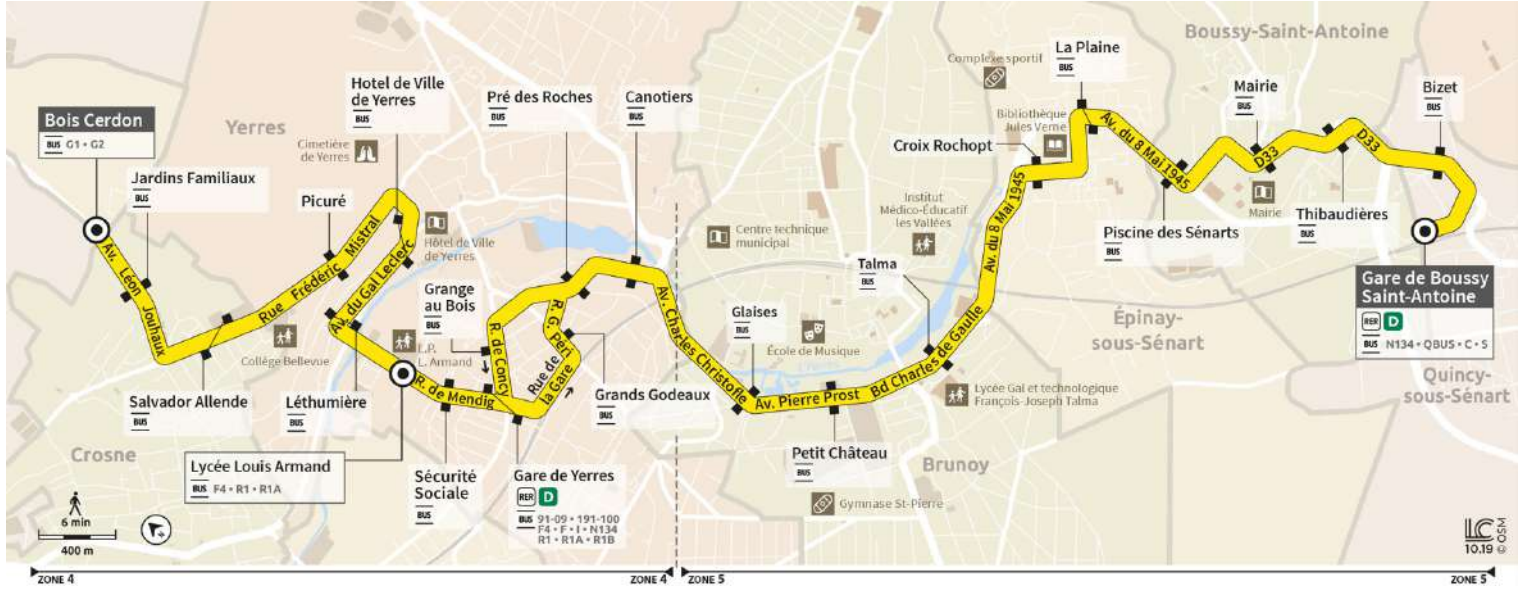 Boussy-Saint-Antoine
Yerres
Crosne
Brunoy
Épinay-
sous-Sénart
Quincy-
sous-Sénart
Bois Cerdon
BUS G1 • G2
Jardins Familiaux
BUS
Picuré
Hotel de Ville
de Yerres
BUS
Cimetière
de Yerres
Hôtel de Ville
de Yerres
Salvador Allende
BUS
Collège Bellevue
Léthumière
BUS
Lycée Louis Armand
BUS F4 • R1 • R1A
L.P.
L. Armand
Grange
au Bois
BUS
Sécurité
Sociale
BUS
Gare de Yerres
RER D
BUS 91-09 • 191-100
F4 • F • I • N134
R1 • R1A • R1B
Pré des Roches
BUS
Grands Godeaux
BUS
Canotiers
BUS
Centre technique
municipal
Glaises
BUS
École de Musique
Petit Château
BUS
Gymnase St-Pierre
Talma
BUS
Institut
Médico-Éducatif
les Vallées
Lycée Gal et technologique
François-Joseph Talma
Croix Rochopt
BUS
Complexe sportif
Bibliothèque
Jules Verne
La Plaine
BUS
Piscine des Sénarts
BUS
Mairie
BUS
Mairie
Thibaudières
BUS
Bizet
BUS
Gare de Boussy
Saint-Antoine
RER D
BUS N134 • QBUS • C • S
Av. Léon Jouhaux
Rue Frédéric Mistral
Av. du Gal Leclerc
R. de Mendig
R. de Concy
Rue de
la Gare
R. G. Péri
Av. Charles Christofle
Av. Pierre Prost
Bd Charles de Gaulle
Av. du 8 Mai 1945
Av. du 8 Mai 1945
D33
D33
6 min
400 m
LC
10.19 © OSM
ZONE 4
ZONE 4
ZONE 5
ZONE 5